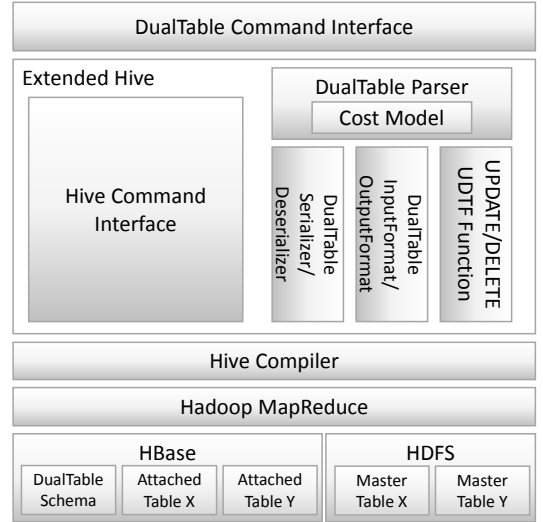 DualTable Command Interface
Extended Hive
Hive Command
Interface
DualTable Parser
Cost Model
DualTable
Serializer/
Deserializer
DualTable
InputFormat/
OutputFormat
UPDATE/DELETE
UDTF Function
Hive Compiler
Hadoop MapReduce
HBase
DualTable
Schema
Attached
Table X
Attached
Table Y
HDFS
Master
Table X
Master
Table Y